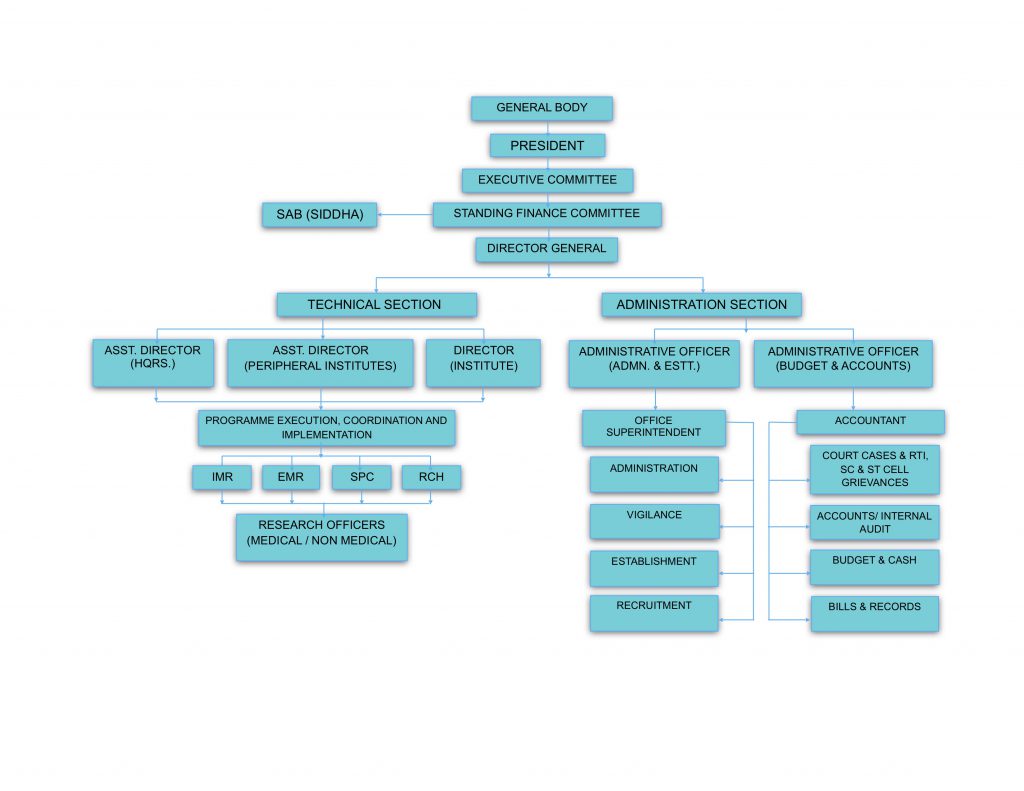 GENERAL BODY
PRESIDENT
EXECUTIVE COMMITTEE
SAB (SIDDHA)
STANDING FINANCE COMMITTEE
DIRECTOR GENERAL
TECHNICAL SECTION
ADMINISTRATION SECTION
ASST. DIRECTOR
(HQRS.)
ASST. DIRECTOR
(PERIPHERAL INSTITUTES)
DIRECTOR
(INSTITUTE)
ADMINISTRATIVE OFFICER
(ADMN. & ESTT.)
ADMINISTRATIVE OFFICER
(BUDGET & ACCOUNTS)
PROGRAMME EXECUTION, COORDINATION AND
IMPLEMENTATION
IMR
EMR
SPC
RCH
RESEARCH OFFICERS
(MEDICAL / NON MEDICAL)
OFFICE
SUPERINTENDENT
ADMINISTRATION
VIGILANCE
ESTABLISHMENT
RECRUITMENT
ACCOUNTANT
COURT CASES & RTI,
SC & ST CELL
GRIEVANCES
ACCOUNTS/ INTERNAL
AUDIT
BUDGET & CASH
BILLS & RECORDS